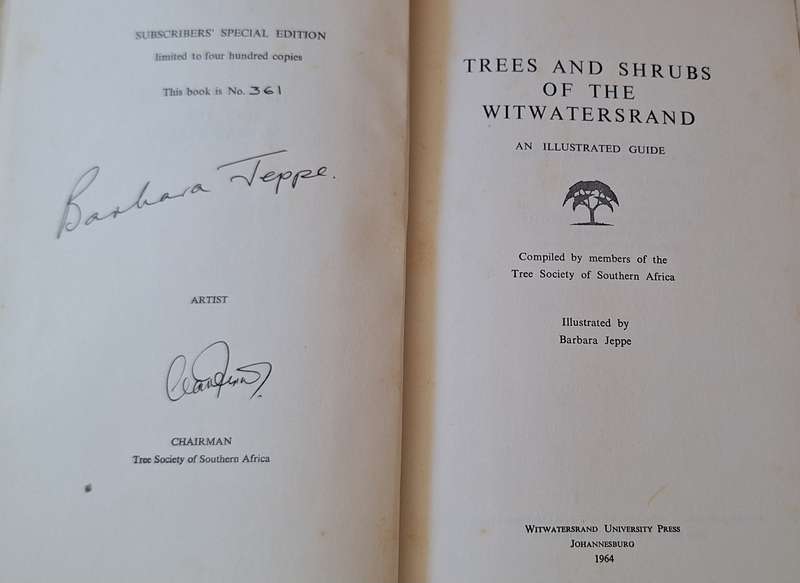 SUBSCRIBERS' SPECIAL EDITION
limited to four hundred copies
This book is No. 361
Barbara Jeppe.
ARTIST
CHAIRMAN
Tree Society of Southern Africa
TREES AND SHRUBS
OF THE
WITWATERSRAND
AN ILLUSTRATED GUIDE
Compiled by members of the
Tree Society of Southern Africa
Illustrated by
Barbara Jeppe
WITWATERSRAND UNIVERSITY PRESS
JOHANNESBURG
1964